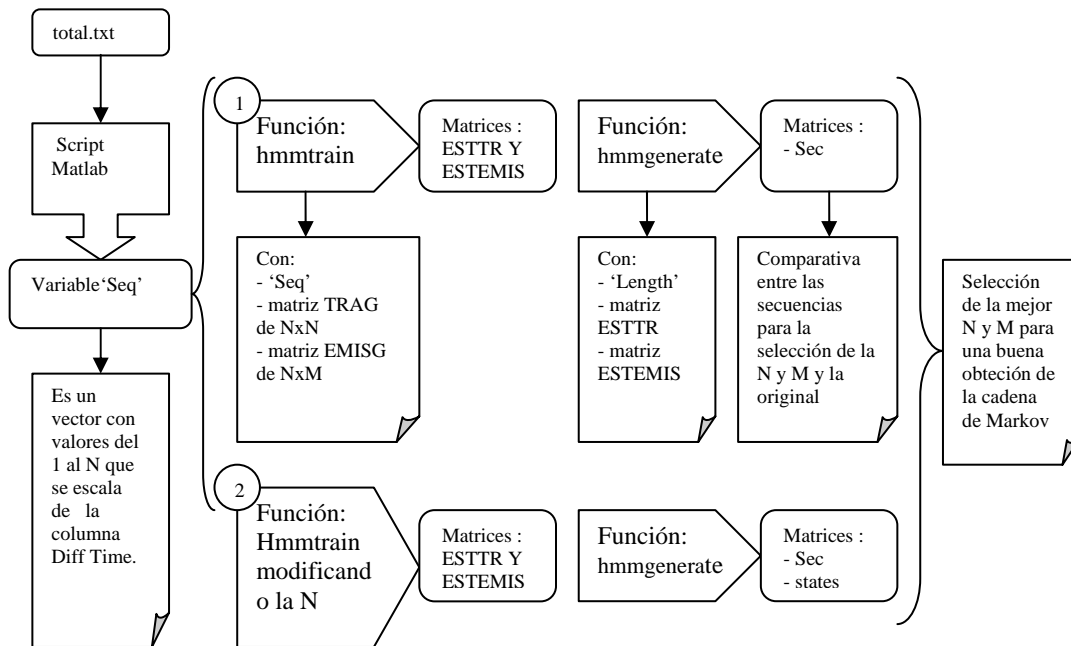 total.txt
Script
Matlab
Variable‘Seq’
Es un
vector con
valores del
1 al N que
se escala
de la
columna
Diff Time.
1
Función:
hmmtrain
Matrices :
ESTTR Y
ESTEMIS
Función:
hmmgenerate
Matrices :
- Sec
Con:
- ‘Seq’
- matriz TRAG
de NxN
- matriz EMISG
de NxM
Con:
- ‘Length’
- matriz
ESTTR
- matriz
ESTEMIS
Comparativa
entre las
secuencias
para la
selección de la
N y M y la
original
2
Función:
Hmmtrain
modificand
o la N
Matrices :
ESTTR Y
ESTEMIS
Función:
hmmgenerate
Matrices :
- Sec
- states
Selección
de la mejor
N y M para
una buena
obteción de
la cadena
de Markov